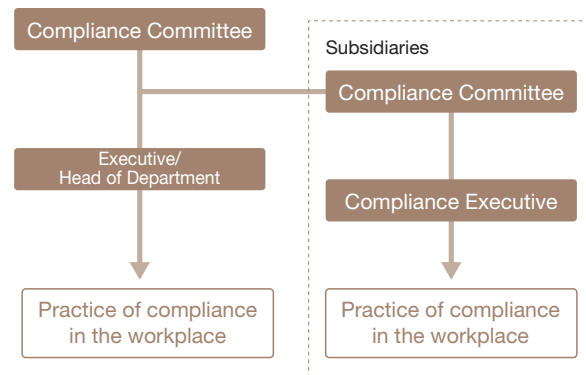 Compliance Committee
Subsidiaries
Compliance Committee
Executive/
Head of Department
Compliance Executive
Practice of compliance
in the workplace
Practice of compliance
in the workplace